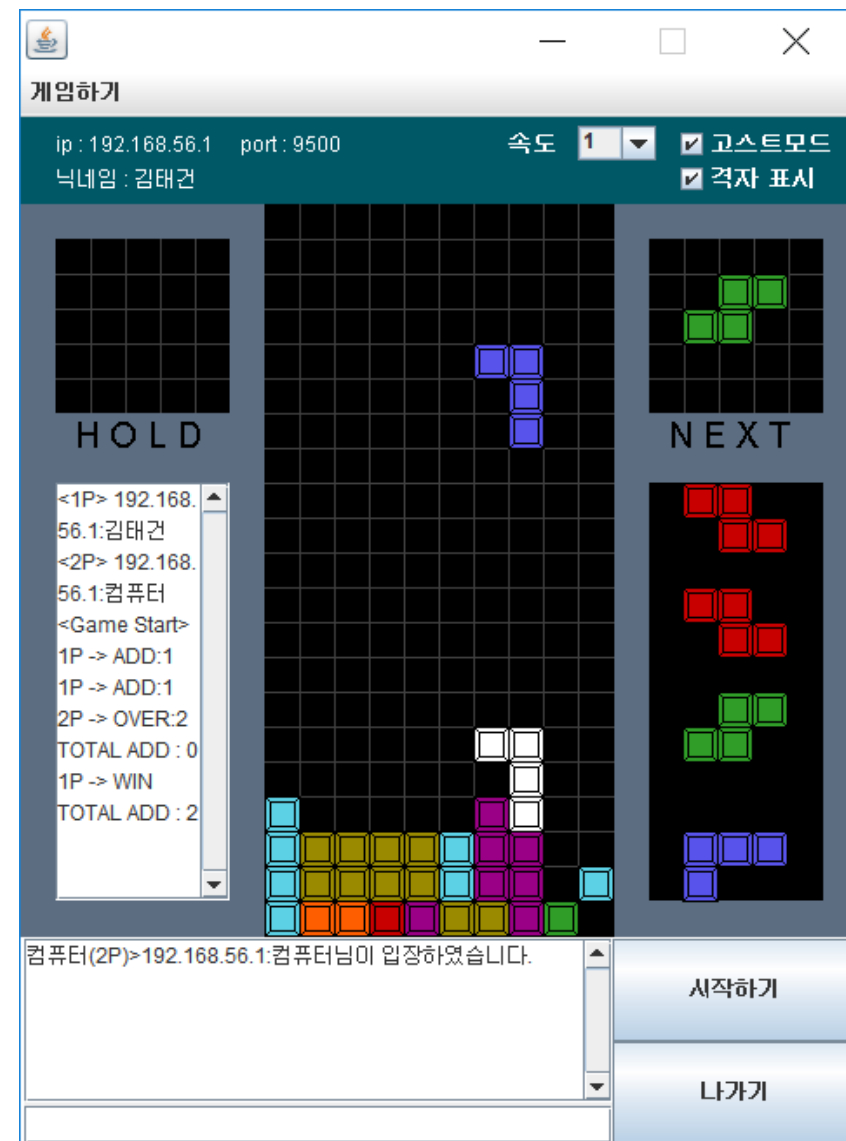 게임하기
ip : 192.168.56.1 port : 9500 속도 1 고스트모드
닉네임 : 김태건 격자 표시
HOLD
NEXT
<1P> 192.168.
56.1:김태건
<2P> 192.168.
56.1:컴퓨터
<Game Start>
1P -> ADD:1
1P -> ADD:1
2P -> OVER:2
TOTAL ADD : 0
1P -> WIN
TOTAL ADD : 2
컴퓨터(2P)>192.168.56.1:컴퓨터님이 입장하였습니다.
시작하기
나가기